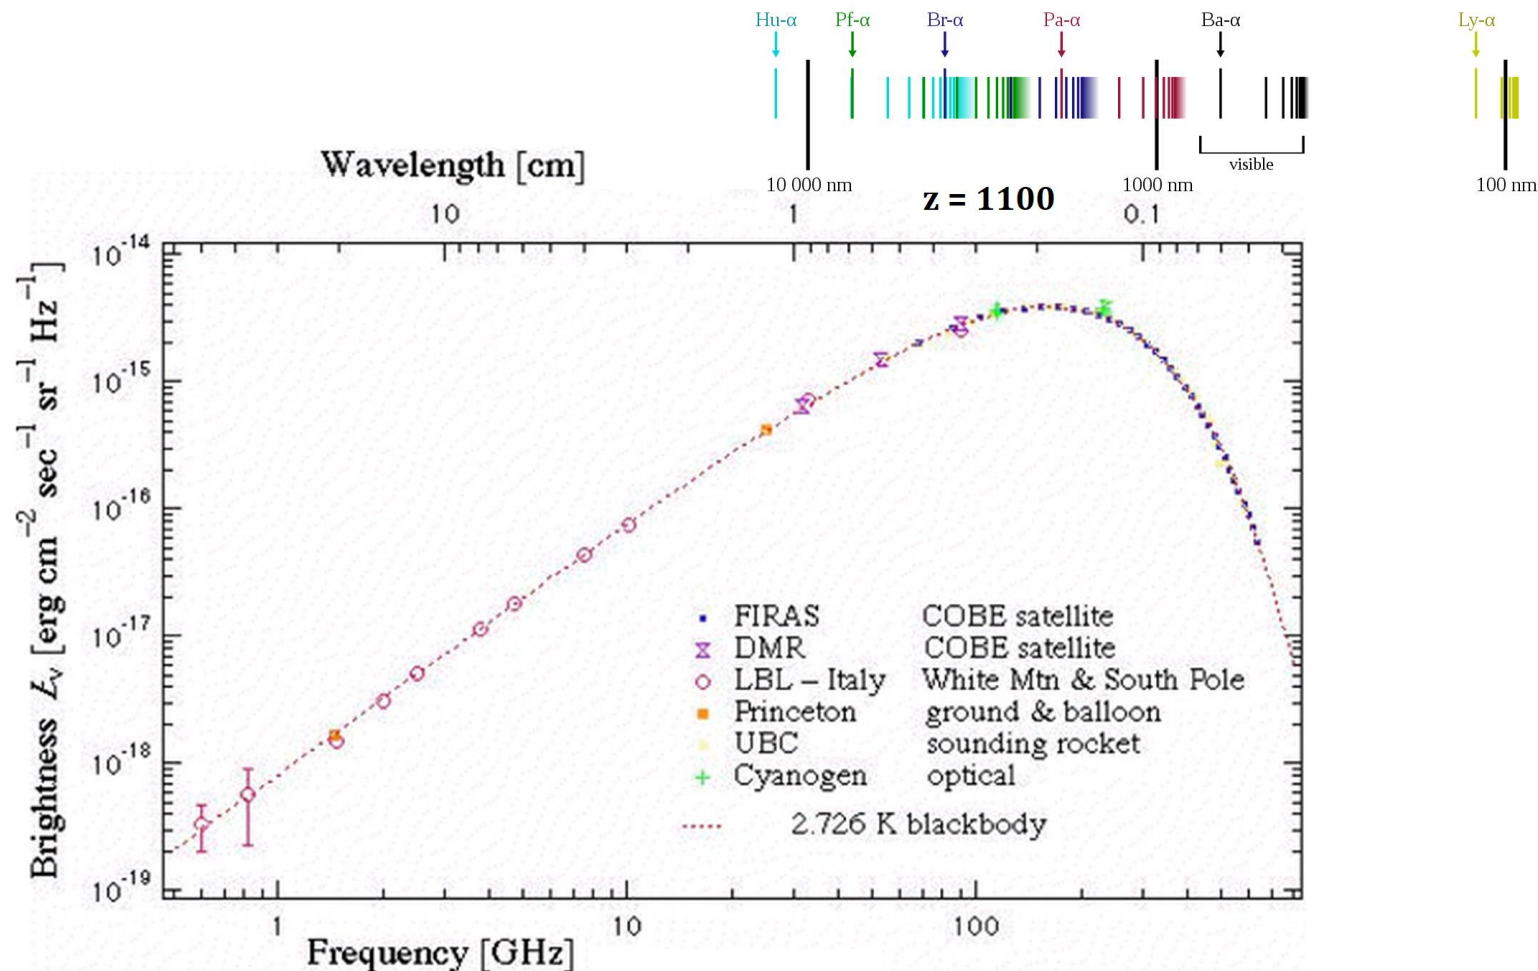 Hu-α Pf-α Br-α Pa-α Ba-α Ly-α
visible
10 000 nm 1000 nm 100 nm
z = 1100
Wavelength [cm]
10 1 0.1
10-14
10-15
10-16
10-17
10-18
10-19
Brightness Iν [erg cm−2 sec−1 sr−1 Hz−1]
FIRAS COBE satellite
DMR COBE satellite
LBL – Italy White Mtn & South Pole
Princeton ground & balloon
UBC sounding rocket
Cyanogen optical
2.726 K blackbody
1 10 100
Frequency [GHz]